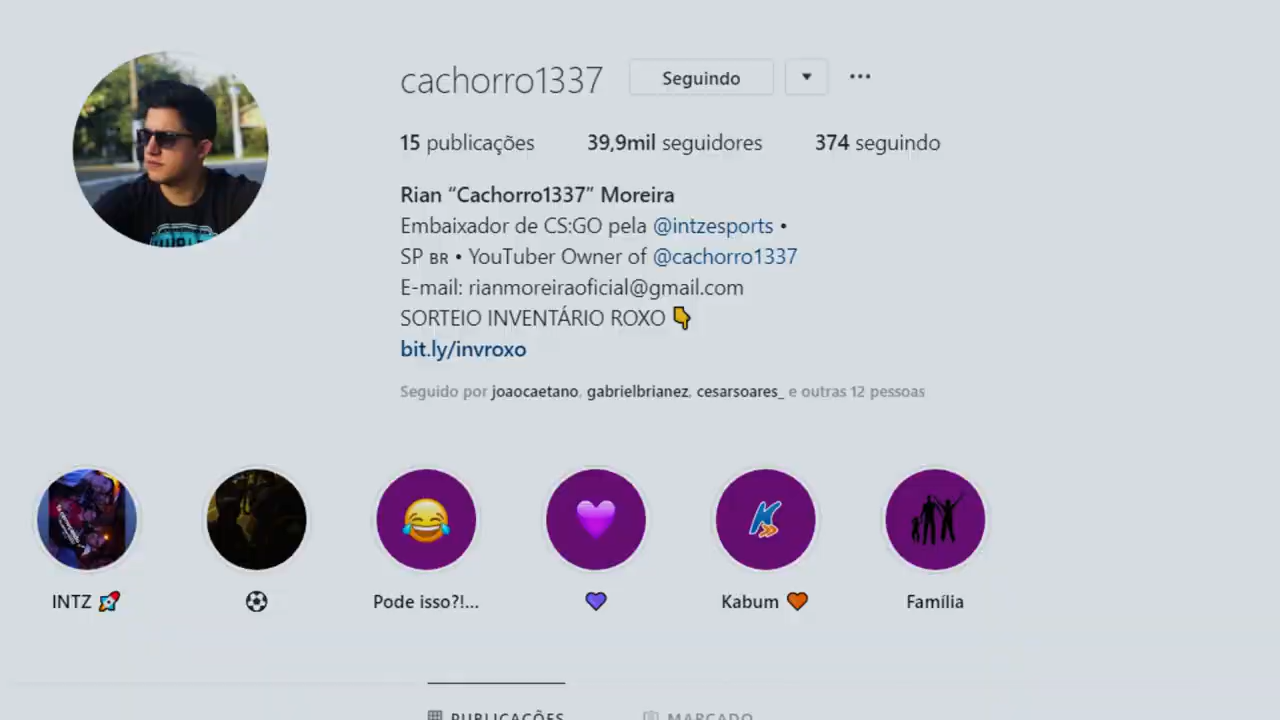 cachorro1337 Seguindo
15 publicações 39,9mil seguidores 374 seguindo
Rian “Cachorro1337” Moreira
Embaixador de CS:GO pela @intzesports •
SP BR • YouTuber Owner of @cachorro1337
E-mail: rianmoreiraoficial@gmail.com
SORTEIO INVENTÁRIO ROXO 👇
bit.ly/invroxo
Seguido por joaocaetano, gabrielbrianez, cesarsoares_ e outras 12 pessoas
INTZ 🚀 ⚽ Pode isso?!... 💜 Kabum 🧡 Família
PUBLICAÇÕES MARCADO